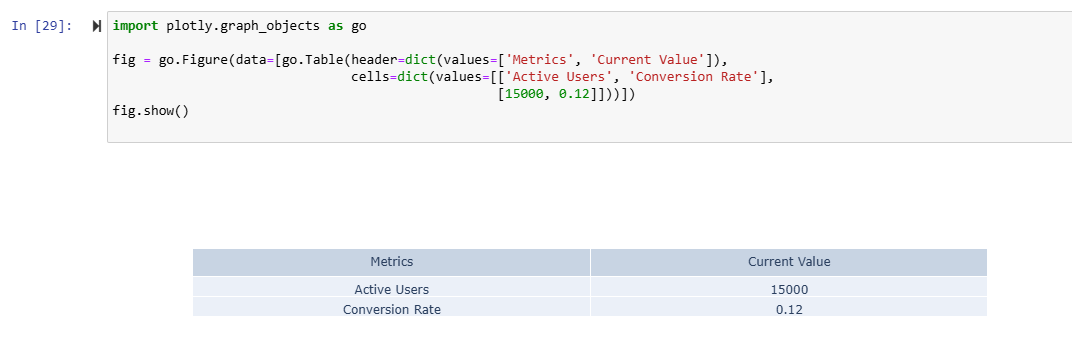 In [29]:
import plotly.graph_objects as go
fig = go.Figure(data=[go.Table(header=dict(values=['Metrics', 'Current Value']),
cells=dict(values=[['Active Users', 'Conversion Rate'],
[15000, 0.12]]))])
fig.show()
Metrics Current Value
Active Users 15000
Conversion Rate 0.12